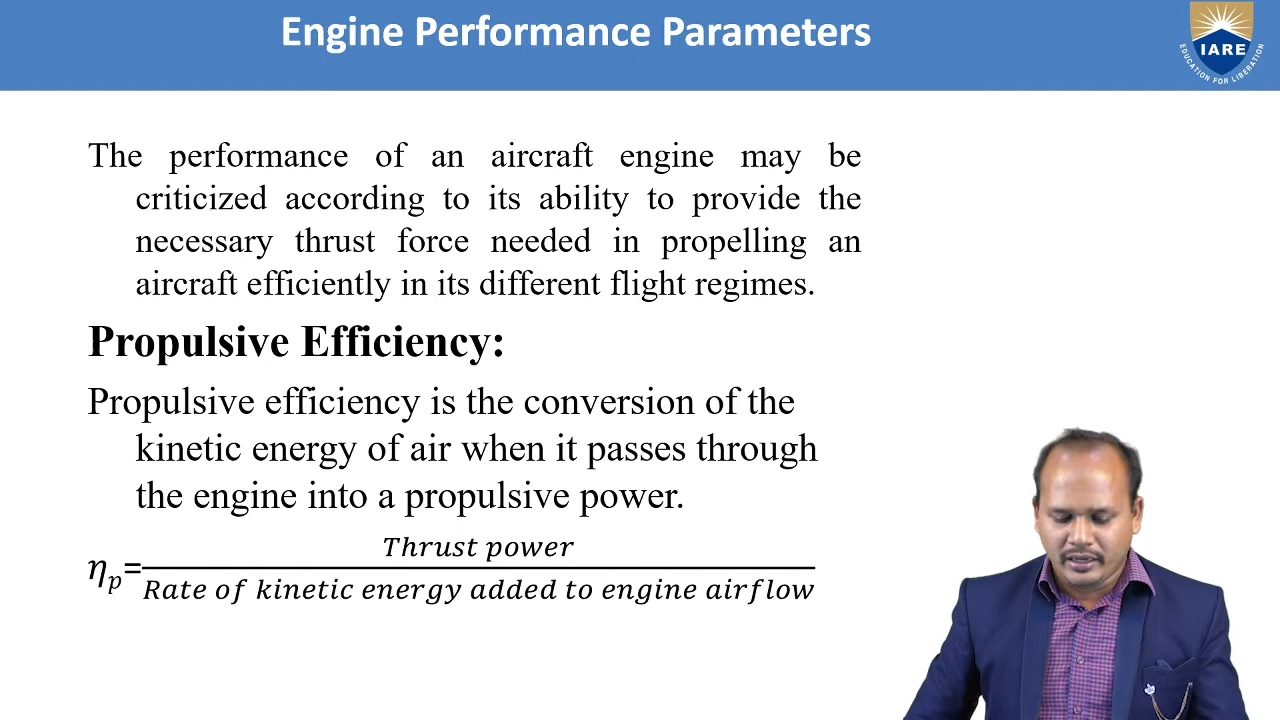 Engine Performance Parameters
IARE
EDUCATION FOR LIBERATION
The performance of an aircraft engine may be
criticized according to its ability to provide the
necessary thrust force needed in propelling an
aircraft efficiently in its different flight regimes.
Propulsive Efficiency:
Propulsive efficiency is the conversion of the
kinetic energy of air when it passes through
the engine into a propulsive power.
Thrust power
η_p=
Rate of kinetic energy added to engine airflow